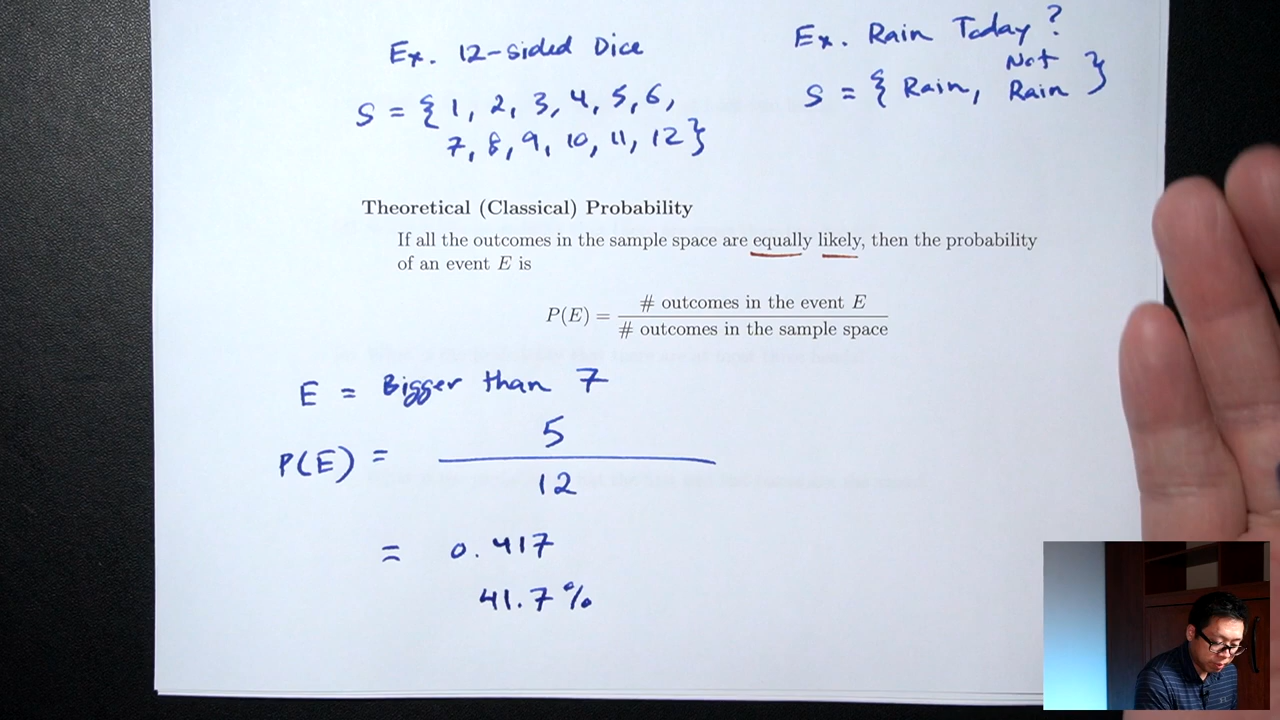 Ex. 12-sided Dice
S = { 1, 2, 3, 4, 5, 6,
7, 8, 9, 10, 11, 12 }
Ex. Rain Today?
S = { Rain, Not Rain }
Theoretical (Classical) Probability
If all the outcomes in the sample space are equally likely, then the probability
of an event E is
P(E) = # outcomes in the event E
# outcomes in the sample space
E = Bigger than 7
P(E) = 5
12
= 0.417
41.7%